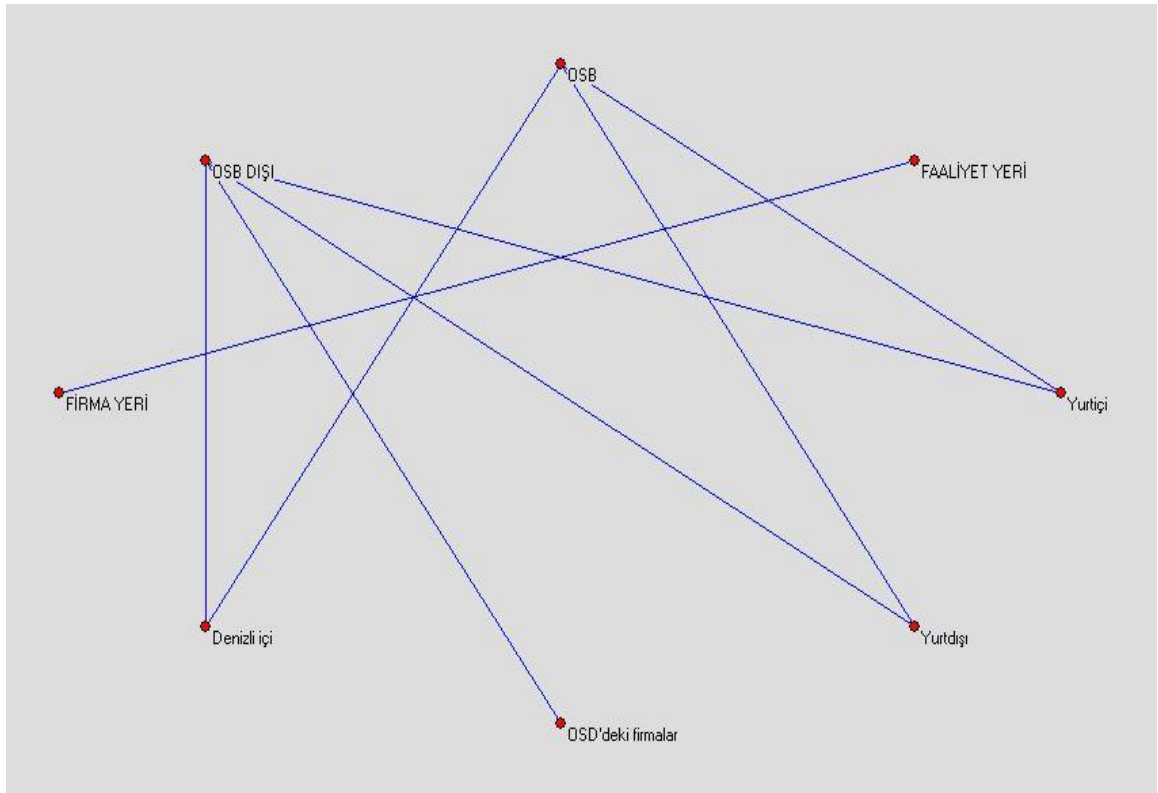 OSB
OSB DIŞI
FAALİYET YERİ
FİRMA YERİ
Yurtiçi
Denizli içi
Yurtdışı
OSD'deki firmalar